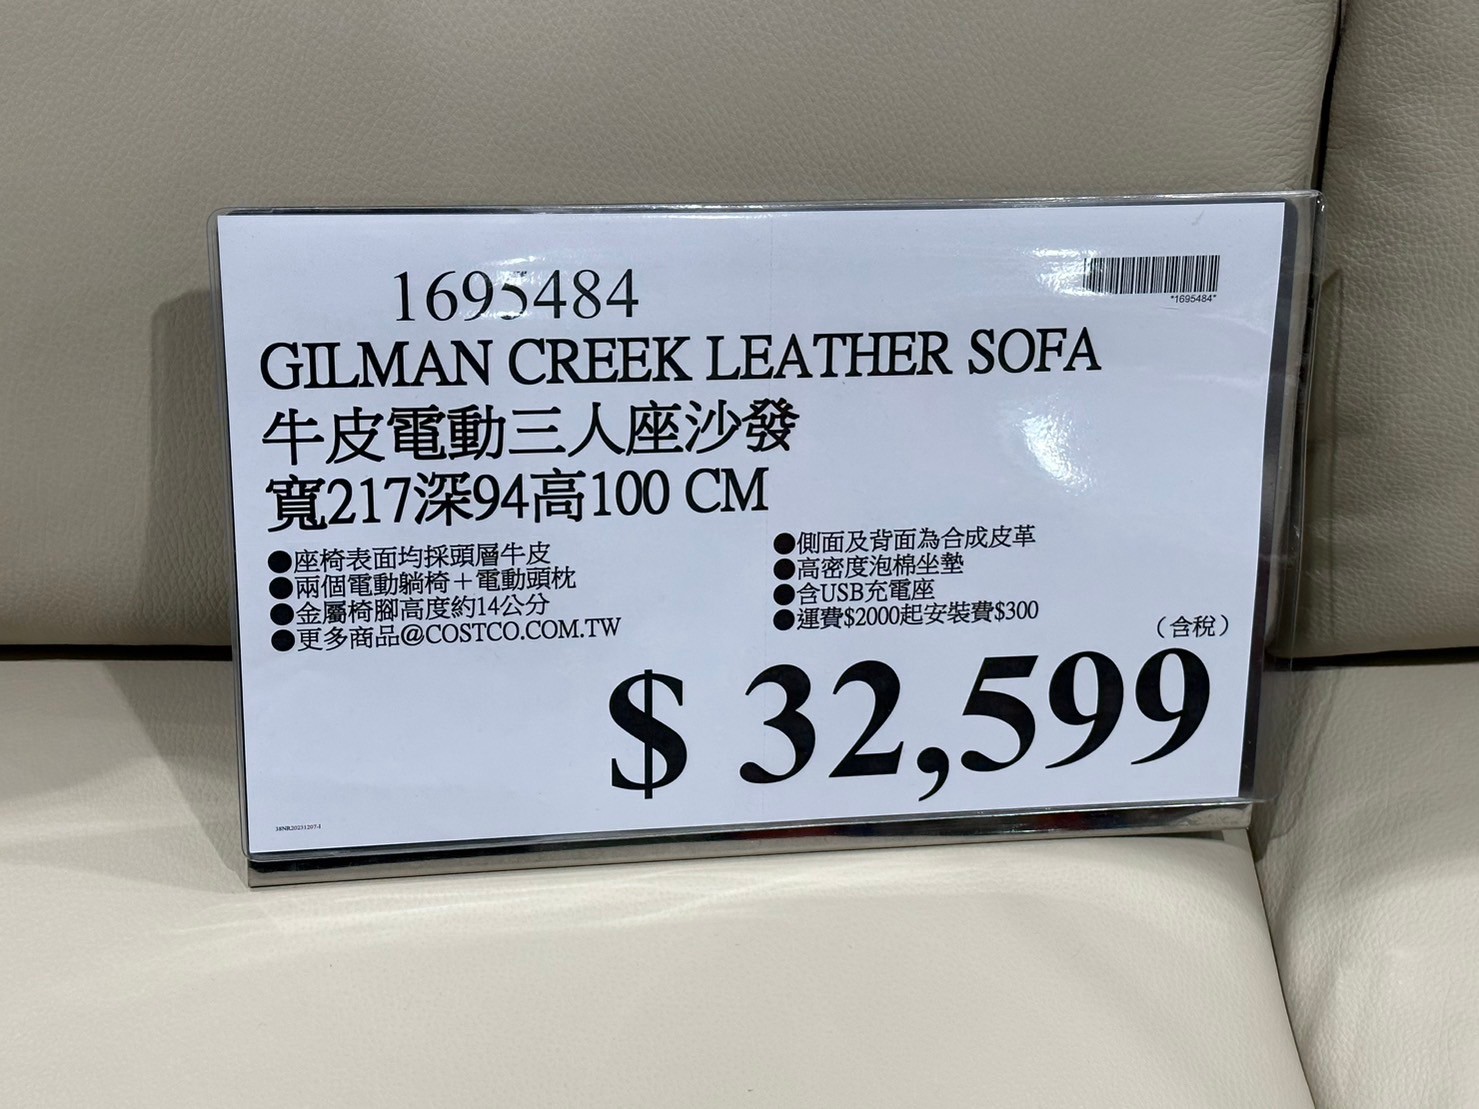 1695484
*1695484*
GILMAN CREEK LEATHER SOFA
牛皮電動三人座沙發
寬217深94高100 CM
●座椅表面均採頭層牛皮
●兩個電動躺椅＋電動頭枕
●金屬椅腳高度約14公分
●更多商品@COSTCO.COM.TW
●側面及背面為合成皮革
●高密度泡棉坐墊
●含USB充電座
●運費$2000起安裝費$300
（含稅）
$ 32,599
38NR20231207-J